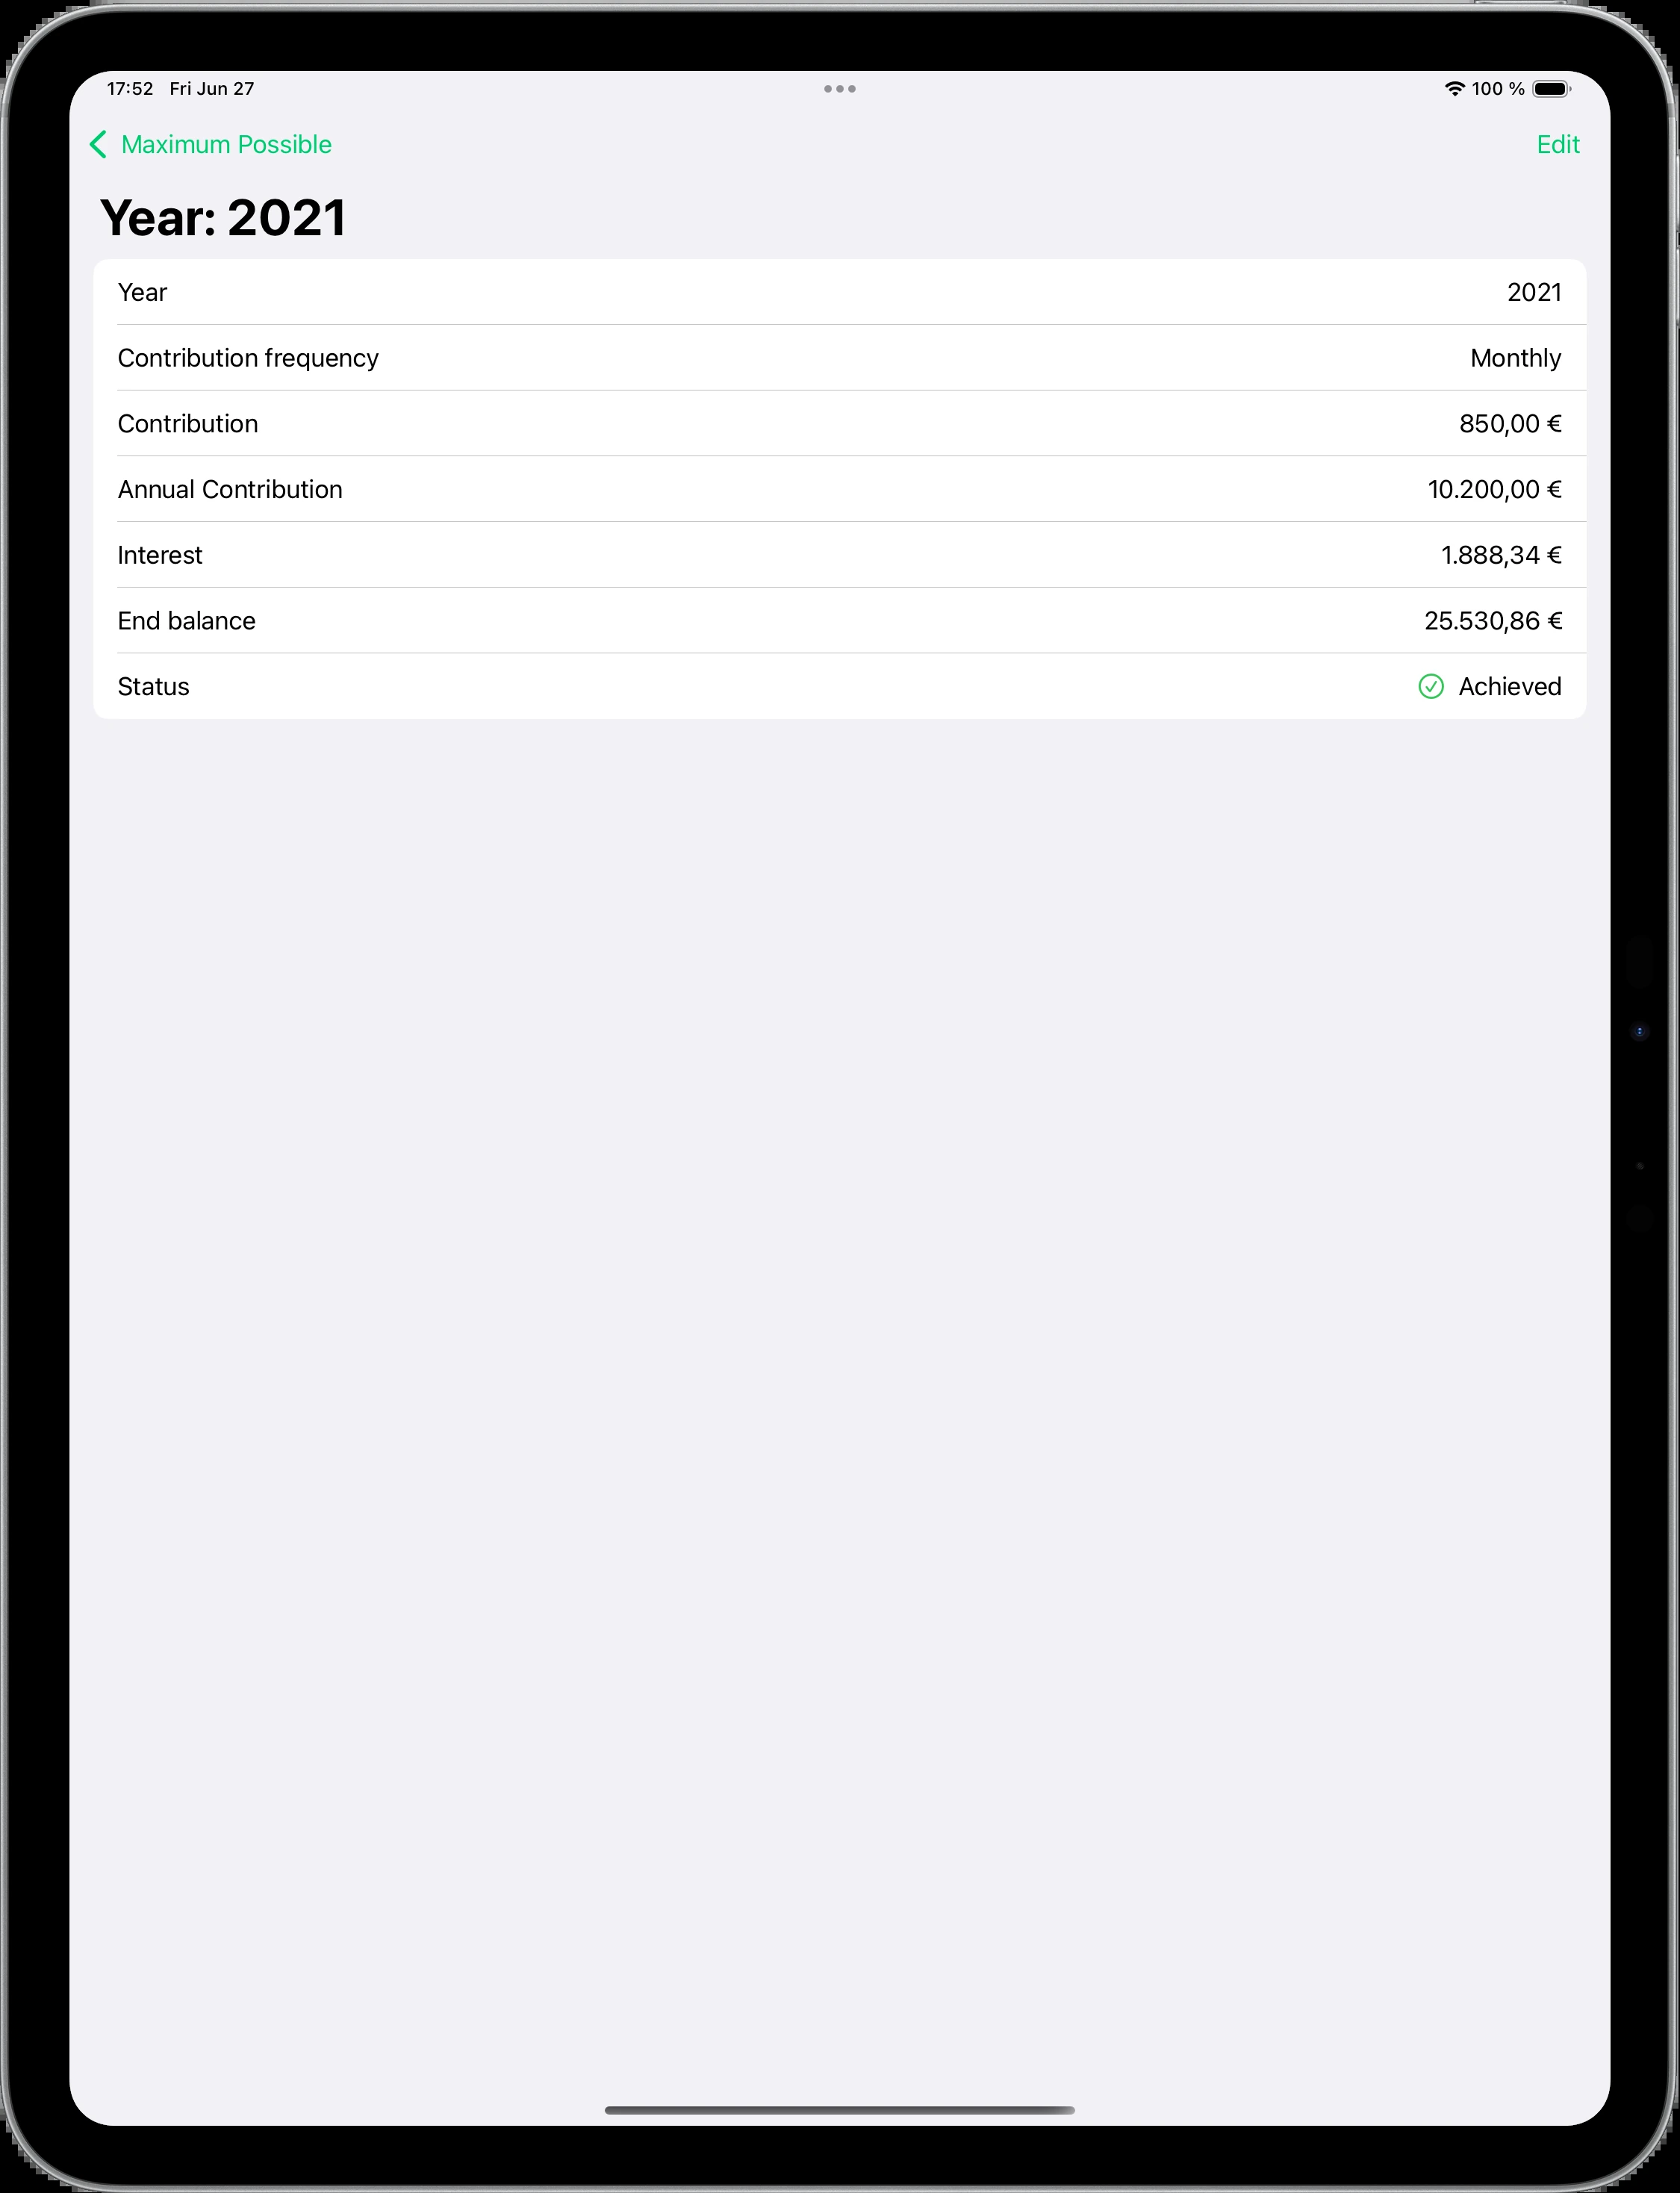 17:52 Fri Jun 27 100 %
Maximum Possible Edit
Year: 2021
Year 2021
Contribution frequency Monthly
Contribution 850,00 €
Annual Contribution 10.200,00 €
Interest 1.888,34 €
End balance 25.530,86 €
Status Achieved